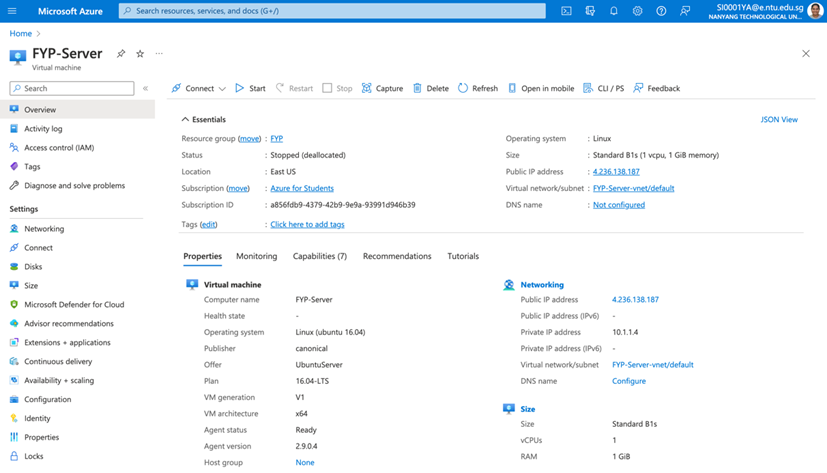 Microsoft Azure
Search resources, services, and docs (G+/)
SI0001YA@e.ntu.edu.sg
NANYANG TECHNOLOGICAL UN...
Home >
FYP-Server
Virtual machine
Search
Overview
Activity log
Access control (IAM)
Tags
Diagnose and solve problems
Settings
Networking
Connect
Disks
Size
Microsoft Defender for Cloud
Advisor recommendations
Extensions + applications
Continuous delivery
Availability + scaling
Configuration
Identity
Properties
Locks
Connect Start Restart Stop Capture Delete Refresh Open in mobile CLI / PS Feedback
Essentials JSON View
Resource group (move) : FYP
Status : Stopped (deallocated)
Location : East US
Subscription (move) : Azure for Students
Subscription ID : a856fdb9-4379-42b9-9e9a-93991d946b39
Tags (edit) : Click here to add tags
Operating system : Linux
Size : Standard B1s (1 vcpu, 1 GiB memory)
Public IP address : 4.236.138.187
Virtual network/subnet : FYP-Server-vnet/default
DNS name : Not configured
Properties Monitoring Capabilities (7) Recommendations Tutorials
Virtual machine
Computer name FYP-Server
Health state -
Operating system Linux (ubuntu 16.04)
Publisher canonical
Offer UbuntuServer
Plan 16.04-LTS
VM generation V1
VM architecture x64
Agent status Ready
Agent version 2.9.0.4
Host group None
Networking
Public IP address 4.236.138.187
Public IP address (IPv6) -
Private IP address 10.1.1.4
Private IP address (IPv6) -
Virtual network/subnet FYP-Server-vnet/default
DNS name Configure
Size
Size Standard B1s
vCPUs 1
RAM 1 GiB